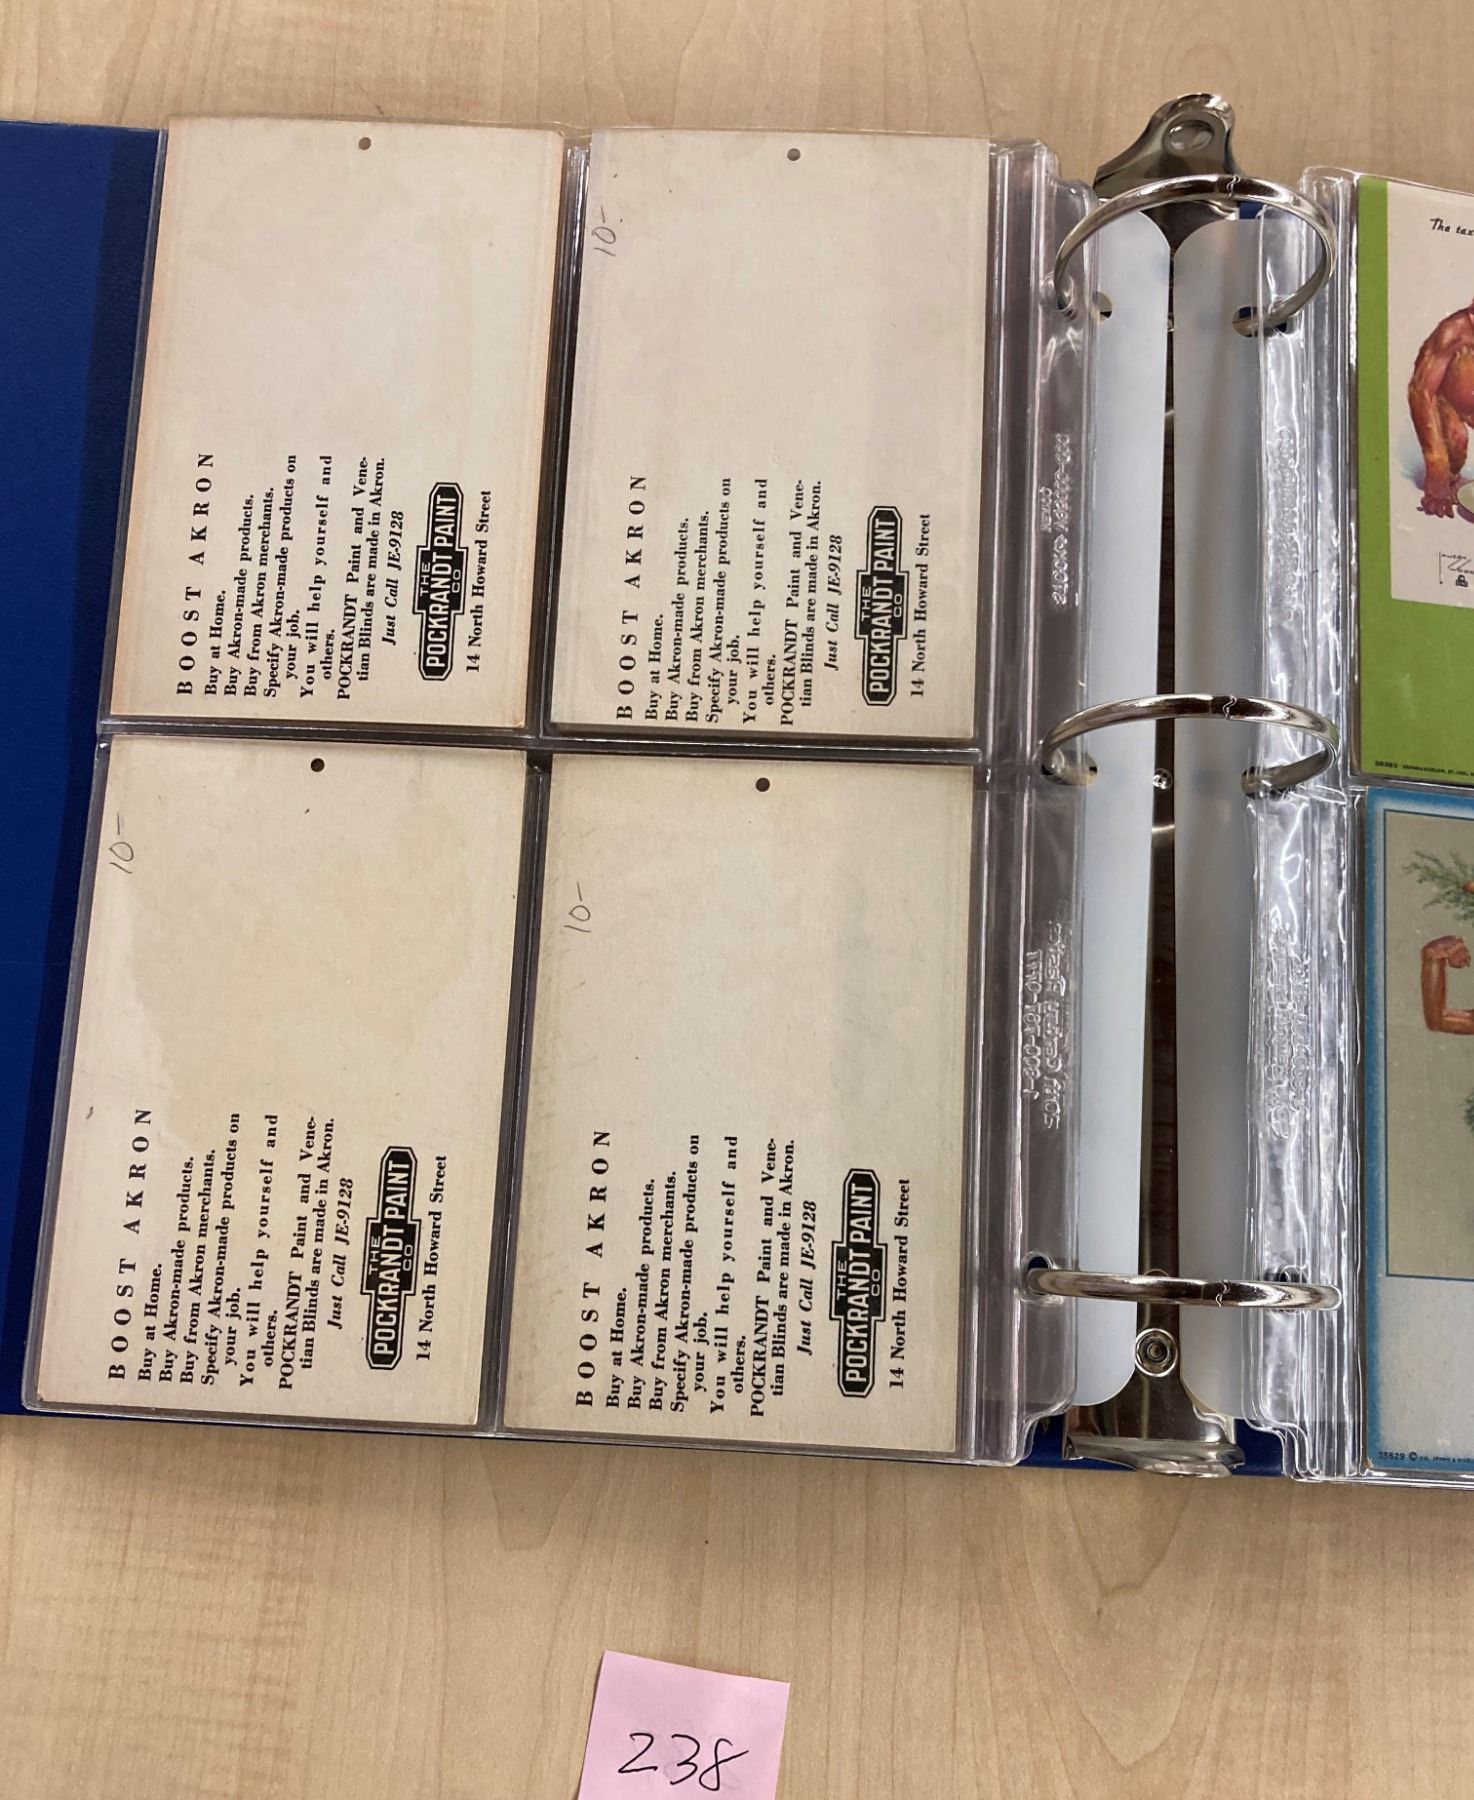 BOOST AKRON
Buy at Home.
Buy Akron-made products.
Buy from Akron merchants.
Specify Akron-made products on
your job.
You will help yourself and
others.
POCKRANDT Paint and Vene-
tian Blinds are made in Akron.
Just Call JE-9128
THE
POCKRANDT PAINT
CO
14 North Howard Street
10-
BOOST AKRON
Buy at Home.
Buy Akron-made products.
Buy from Akron merchants.
Specify Akron-made products on
your job.
You will help yourself and
others.
POCKRANDT Paint and Vene-
tian Blinds are made in Akron.
Just Call JE-9128
THE
POCKRANDT PAINT
CO
14 North Howard Street
10-
BOOST AKRON
Buy at Home.
Buy Akron-made products.
Buy from Akron merchants.
Specify Akron-made products on
your job.
You will help yourself and
others.
POCKRANDT Paint and Vene-
tian Blinds are made in Akron.
Just Call JE-9128
THE
POCKRANDT PAINT
CO
14 North Howard Street
10-
BOOST AKRON
Buy at Home.
Buy Akron-made products.
Buy from Akron merchants.
Specify Akron-made products on
your job.
You will help yourself and
others.
POCKRANDT Paint and Vene-
tian Blinds are made in Akron.
Just Call JE-9128
THE
POCKRANDT PAINT
CO
14 North Howard Street
The tax
35629 ©
238